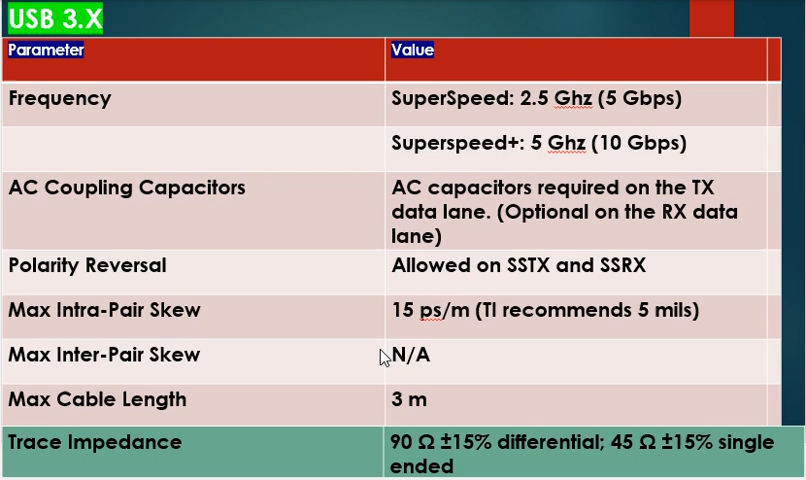 USB 3.X
Parameter Value
Frequency SuperSpeed: 2.5 Ghz (5 Gbps)
Superspeed+: 5 Ghz (10 Gbps)
AC Coupling Capacitors AC capacitors required on the TX
data lane. (Optional on the RX data
lane)
Polarity Reversal Allowed on SSTX and SSRX
Max Intra-Pair Skew 15 ps/m (TI recommends 5 mils)
Max Inter-Pair Skew N/A
Max Cable Length 3 m
Trace Impedance 90 Ω ±15% differential; 45 Ω ±15% single
ended